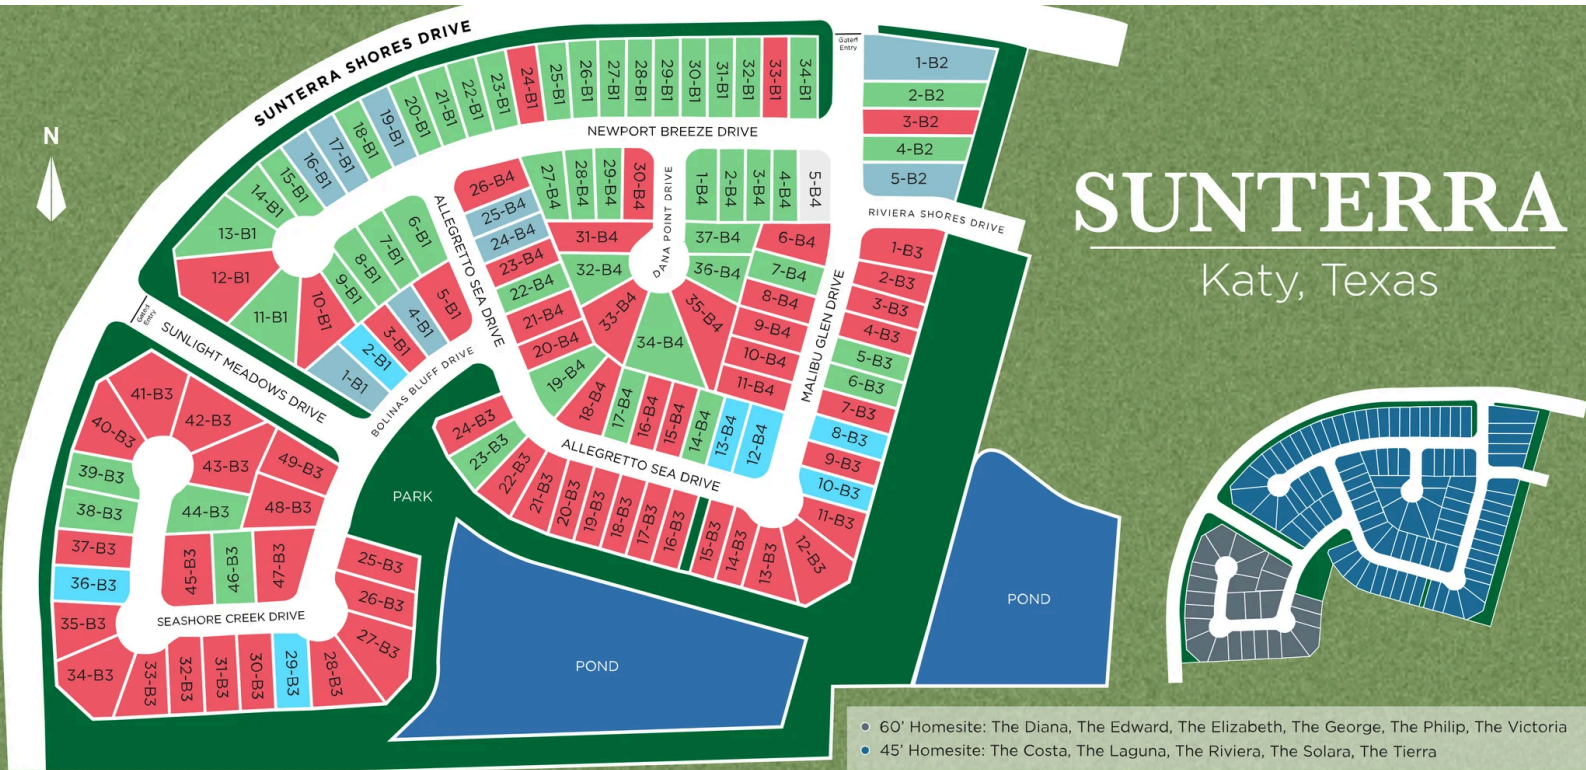 SUNTERRA SHORES DRIVE
Gated
Entry
24-B1
25-B1
26-B1
27-B1
28-B1
29-B1
30-B1
31-B1
32-B1
33-B1
34-B1
23-B1
22-B1
21-B1
20-B1
19-B1
18-B1
17-B1
16-B1
15-B1
14-B1
13-B1
12-B1
11-B1
10-B1
9-B1
8-B1
7-B1
6-B1
5-B1
4-B1
3-B1
2-B1
1-B1
1-B2
2-B2
3-B2
4-B2
5-B2
N
NEWPORT BREEZE DRIVE
SUNTERRA
Katy, Texas
RIVIERA SHORES DRIVE
DANA POINT DRIVE
ALLEGRETTO SEA DRIVE
MALIBU GLEN DRIVE
26-B4
25-B4
24-B4
23-B4
22-B4
21-B4
20-B4
19-B4
18-B4
17-B4
16-B4
15-B4
14-B4
13-B4
12-B4
27-B4
28-B4
29-B4
30-B4
31-B4
32-B4
33-B4
34-B4
35-B4
36-B4
37-B4
1-B4
2-B4
3-B4
4-B4
5-B4
6-B4
7-B4
8-B4
9-B4
10-B4
11-B4
1-B3
2-B3
3-B3
4-B3
5-B3
6-B3
7-B3
8-B3
9-B3
10-B3
11-B3
12-B3
13-B3
14-B3
15-B3
16-B3
17-B3
18-B3
19-B3
20-B3
21-B3
22-B3
23-B3
24-B3
ALLEGRETTO SEA DRIVE
Gated
Entry
SUNLIGHT MEADOWS DRIVE
BOLINAS BLUFF DRIVE
PARK
41-B3
42-B3
40-B3
43-B3
49-B3
39-B3
38-B3
44-B3
48-B3
37-B3
36-B3
45-B3
46-B3
47-B3
25-B3
26-B3
27-B3
SEASHORE CREEK DRIVE
35-B3
34-B3
33-B3
32-B3
31-B3
30-B3
29-B3
28-B3
POND
POND
60' Homesite: The Diana, The Edward, The Elizabeth, The George, The Philip, The Victoria
45' Homesite: The Costa, The Laguna, The Riviera, The Solara, The Tierra